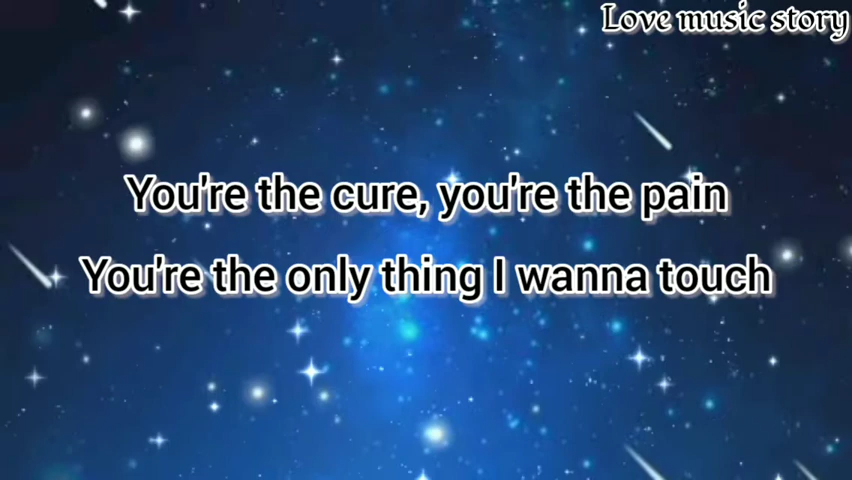 Love music story
You're the cure, you're the pain
You're the only thing I wanna touch